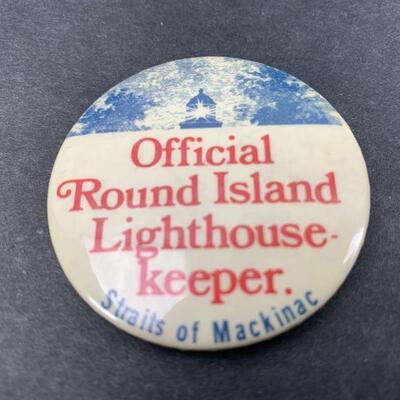 Official
Round Island
Lighthouse-
keeper.
Straits of Mackinac